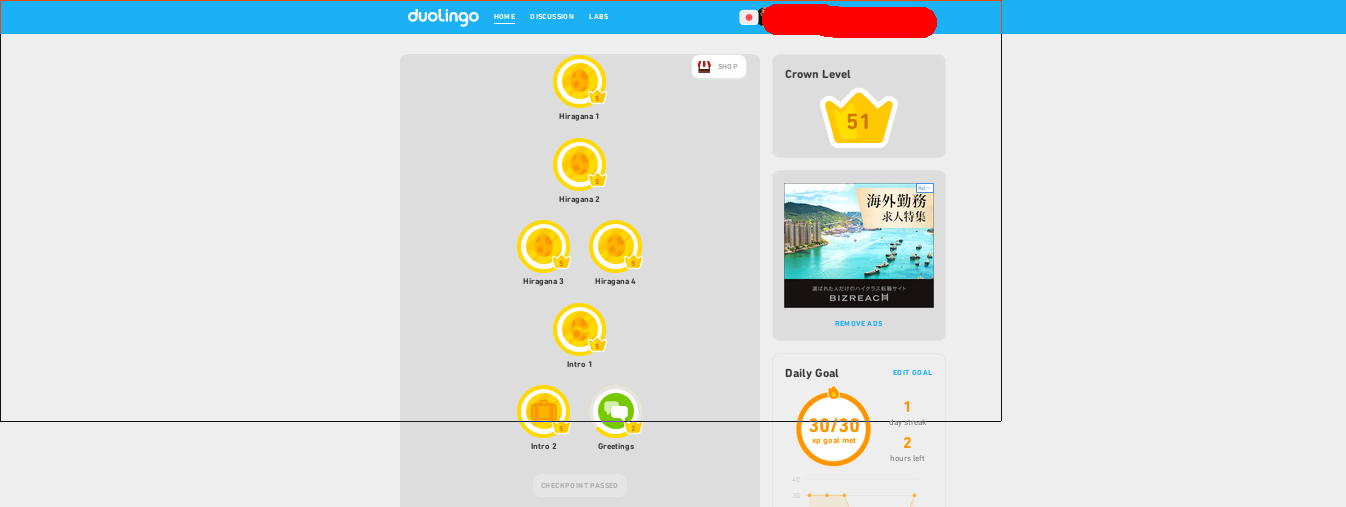 duolingo
HOME DISCUSSION LABS
SHOP
5
Hiragana 1
5
Hiragana 2
5 5
Hiragana 3 Hiragana 4
5
Intro 1
5 2
Intro 2 Greetings
CHECKPOINT PASSED
Crown Level
51
Ad
海外勤務
求人特集
選ばれた人だけのハイクラス転職サイト
BIZREACH
REMOVE ADS
Daily Goal EDIT GOAL
30/30
xp goal met
1
day streak
2
hours left
40
30